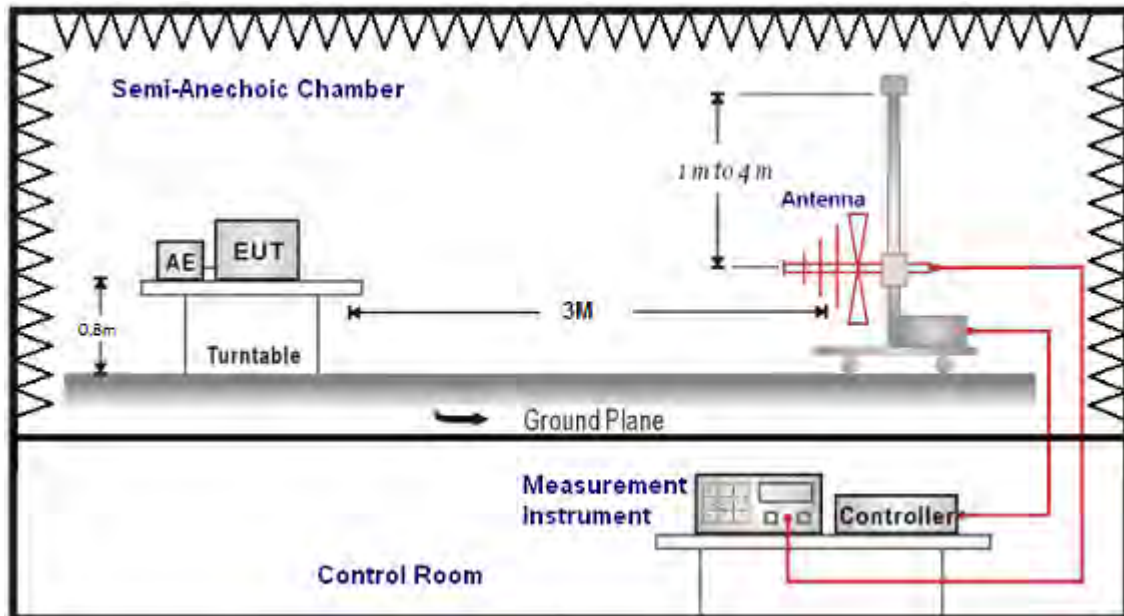 Semi-Anechoic Chamber
1 m to 4 m
Antenna
AE
EUT
0.8m
3M
Turntable
Ground Plane
Measurement
Instrument
Controller
Control Room